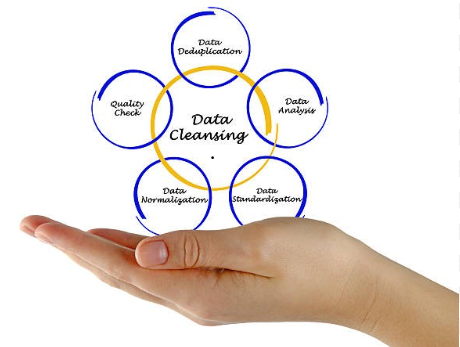 Data
Deduplication
Quality
Check
Data
Analysis
Data
Cleansing
Data
Normalization
Data
Standardization